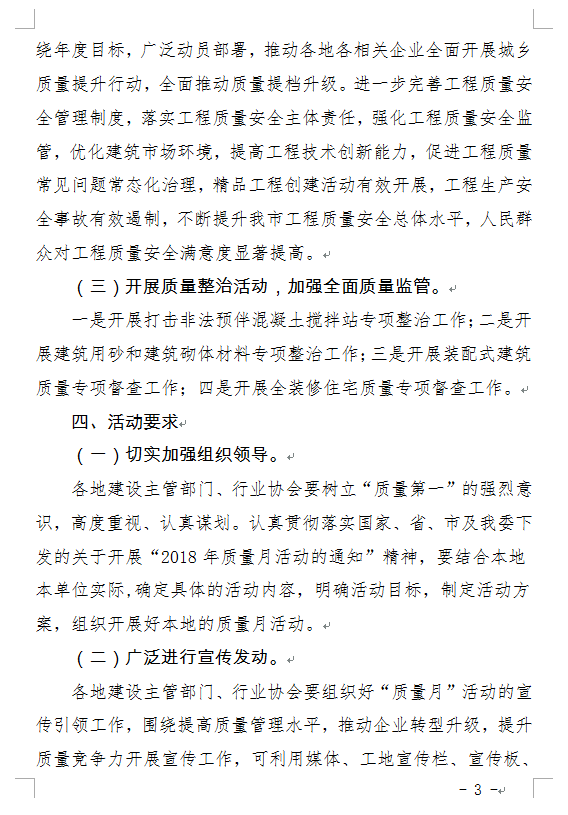 绕年度目标，广泛动员部署，推动各地各相关企业全面开展城乡
质量提升行动，全面推动质量提档升级。进一步完善工程质量安
全管理制度，落实工程质量安全主体责任，强化工程质量安全监
管，优化建筑市场环境，提高工程技术创新能力，促进工程质量
常见问题常态化治理，精品工程创建活动有效开展，工程生产安
全事故有效遏制，不断提升我市工程质量安全总体水平，人民群
众对工程质量安全满意度显著提高。
（三）开展质量整治活动，加强全面质量监管。
一是开展打击非法预伴混凝土搅拌站专项整治工作；二是开
展建筑用砂和建筑砌体材料专项整治工作；三是开展装配式建筑
质量专项督查工作；四是开展全装修住宅质量专项督查工作。
四、活动要求
（一）切实加强组织领导。
各地建设主管部门、行业协会要树立“质量第一”的强烈意
识，高度重视、认真谋划。认真贯彻落实国家、省、市及我委下
发的关于开展“2018 年质量月活动的通知”精神，要结合本地
本单位实际,确定具体的活动内容，明确活动目标，制定活动方
案，组织开展好本地的质量月活动。
（二）广泛进行宣传发动。
各地建设主管部门、行业协会要组织好“质量月”活动的宣
传引领工作，围绕提高质量管理水平，推动企业转型升级，提升
质量竞争力开展宣传工作，可利用媒体、工地宣传栏、宣传板、
- 3 -